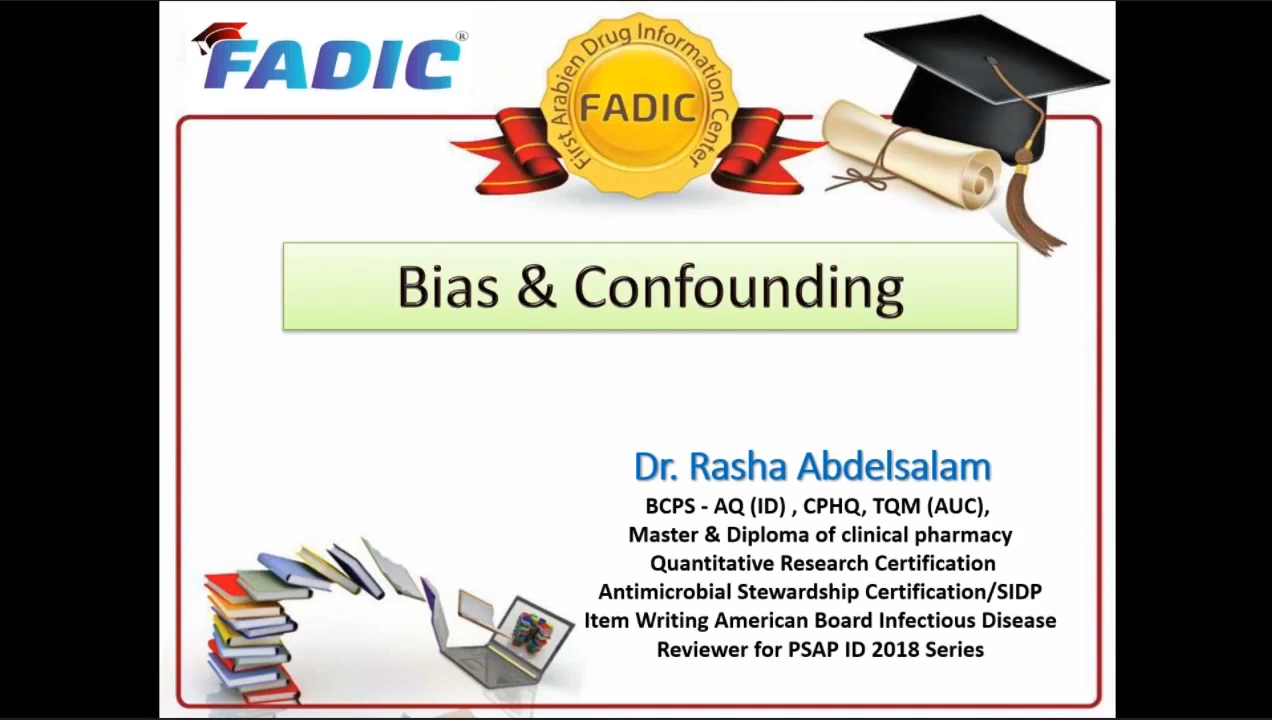 FADIC®
First Arabien Drug Information Center
FADIC
Bias & Confounding
Dr. Rasha Abdelsalam
BCPS - AQ (ID) , CPHQ, TQM (AUC),
Master & Diploma of clinical pharmacy
Quantitative Research Certification
Antimicrobial Stewardship Certification/SIDP
Item Writing American Board Infectious Disease
Reviewer for PSAP ID 2018 Series